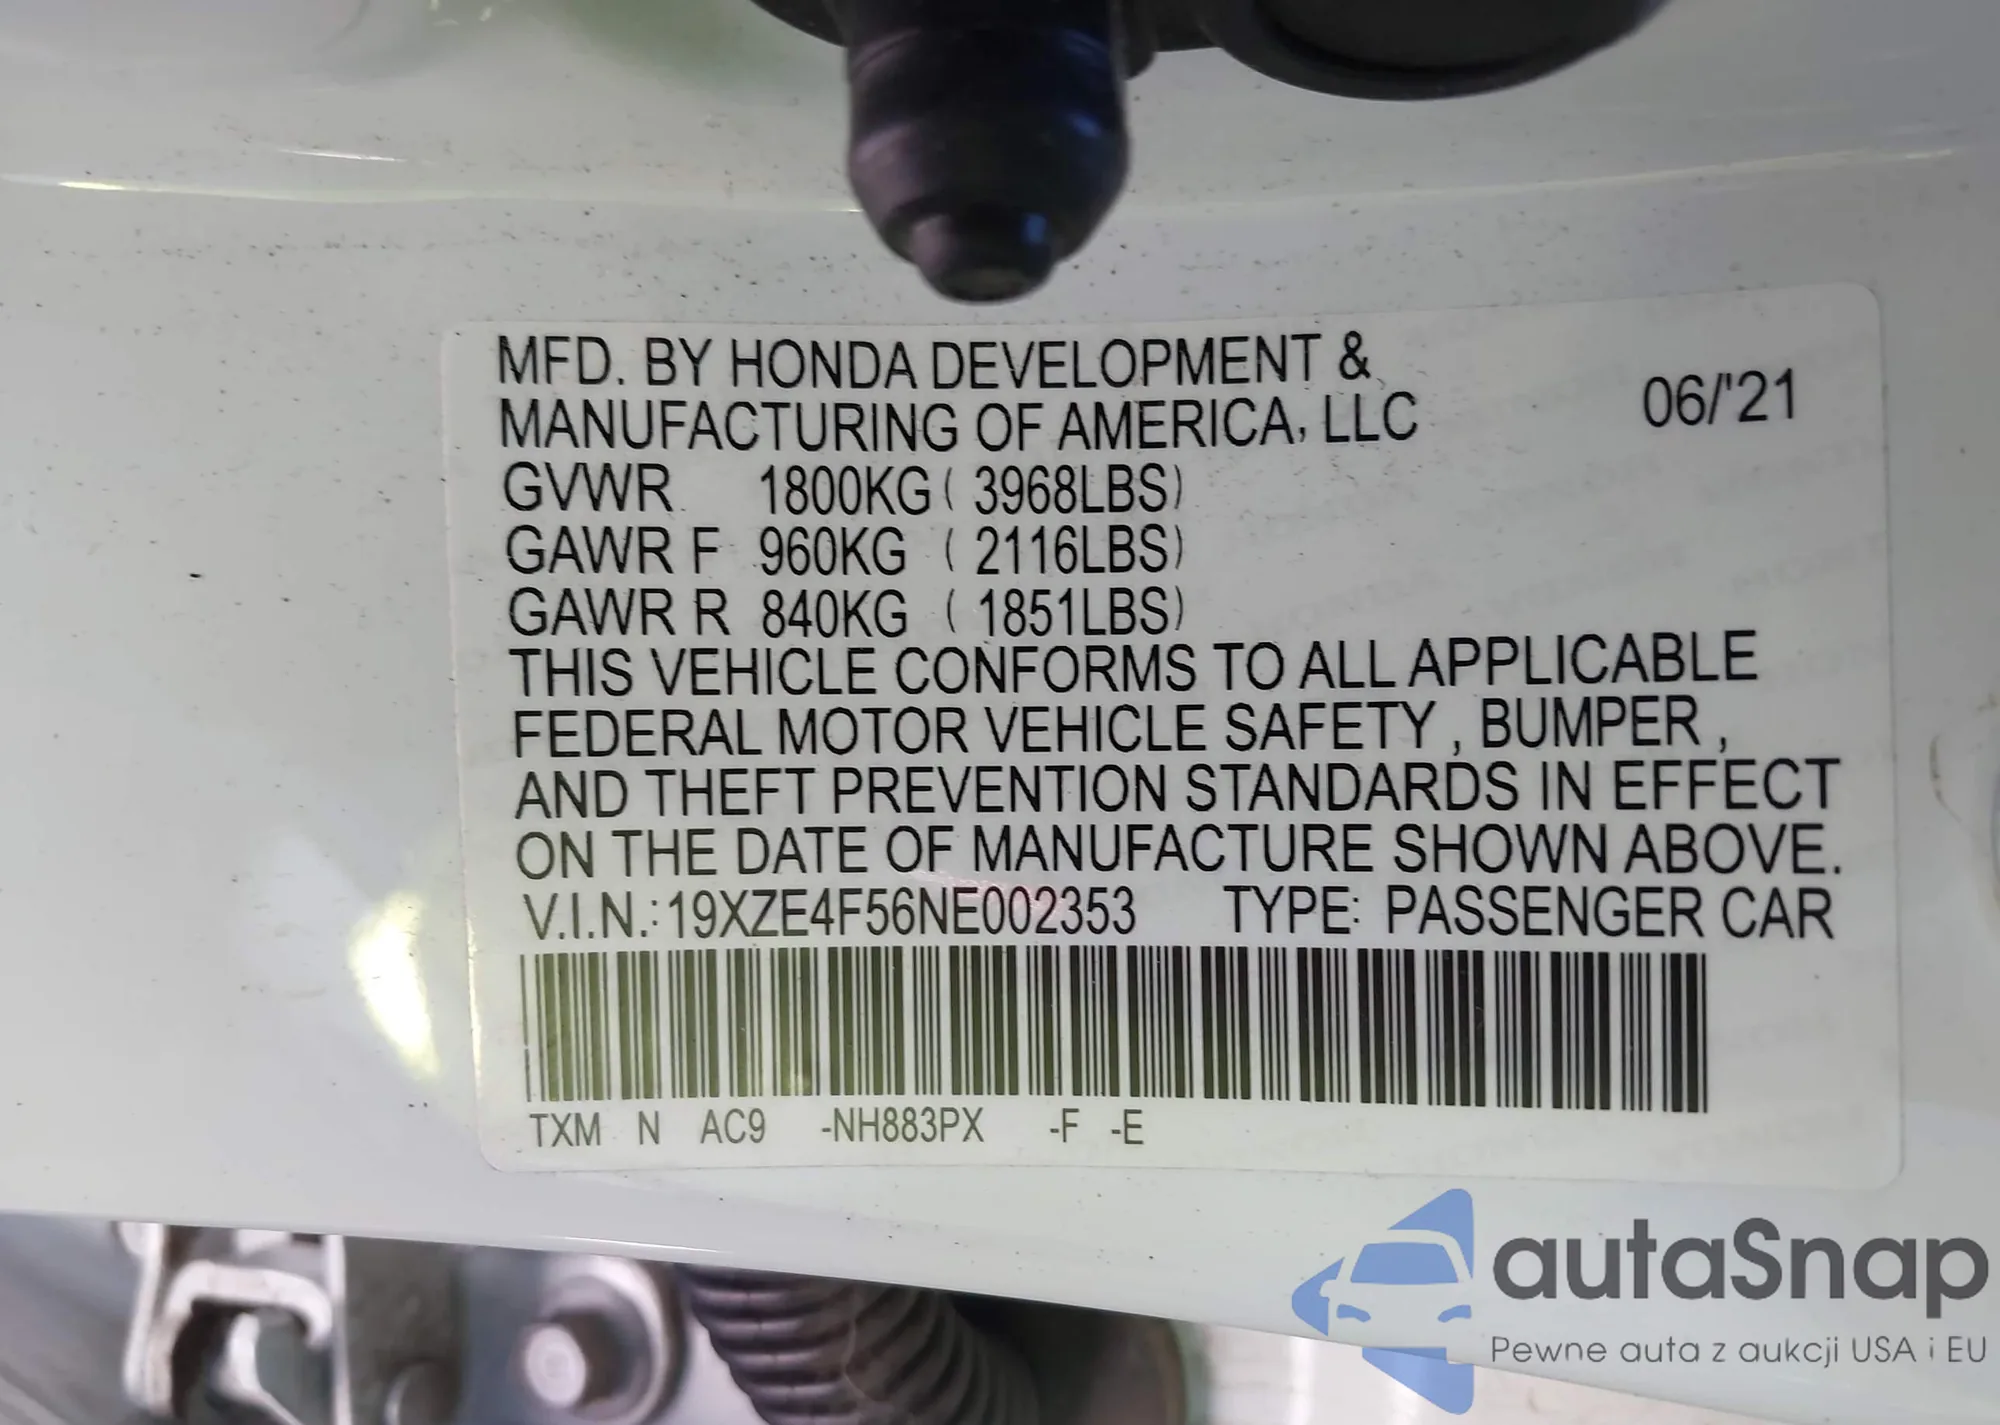 MFD. BY HONDA DEVELOPMENT &
MANUFACTURING OF AMERICA, LLC
06/'21
GVWR 1800KG ( 3968LBS)
GAWR F 960KG ( 2116LBS)
GAWR R 840KG ( 1851LBS)
THIS VEHICLE CONFORMS TO ALL APPLICABLE
FEDERAL MOTOR VEHICLE SAFETY , BUMPER ,
AND THEFT PREVENTION STANDARDS IN EFFECT
ON THE DATE OF MANUFACTURE SHOWN ABOVE.
V.I.N.: 19XZE4F56NE002353 TYPE: PASSENGER CAR
TXM N AC9 -NH883PX -F -E
autaSnap
Pewne auta z aukcji USA i EU